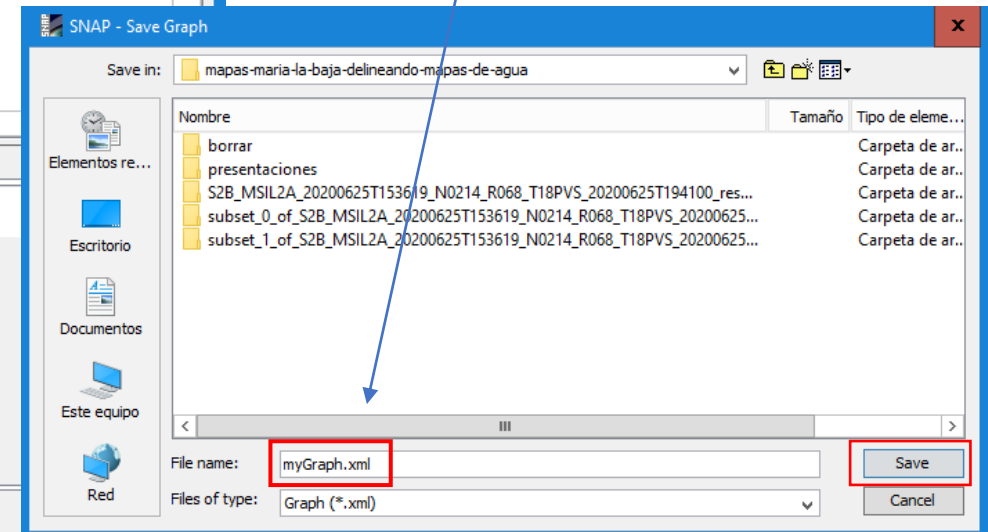 SNAP
SNAP - Save Graph
x
Save in:
mapas-maria-la-baja-delineando-mapas-de-agua
Nombre
Tamaño
Tipo de eleme...
borrar
Carpeta de ar..
presentaciones
Carpeta de ar..
S2B_MSIL2A_20200625T153619_N0214_R068_T18PVS_20200625T194100_res...
Carpeta de ar..
subset_0_of_S2B_MSIL2A_20200625T153619_N0214_R068_T18PVS_20200625...
Carpeta de ar..
subset_1_of_S2B_MSIL2A_20200625T153619_N0214_R068_T18PVS_20200625...
Carpeta de ar..
Elementos re...
Escritorio
Documentos
Este equipo
Red
File name:
myGraph.xml
Save
Files of type:
Graph (*.xml)
Cancel